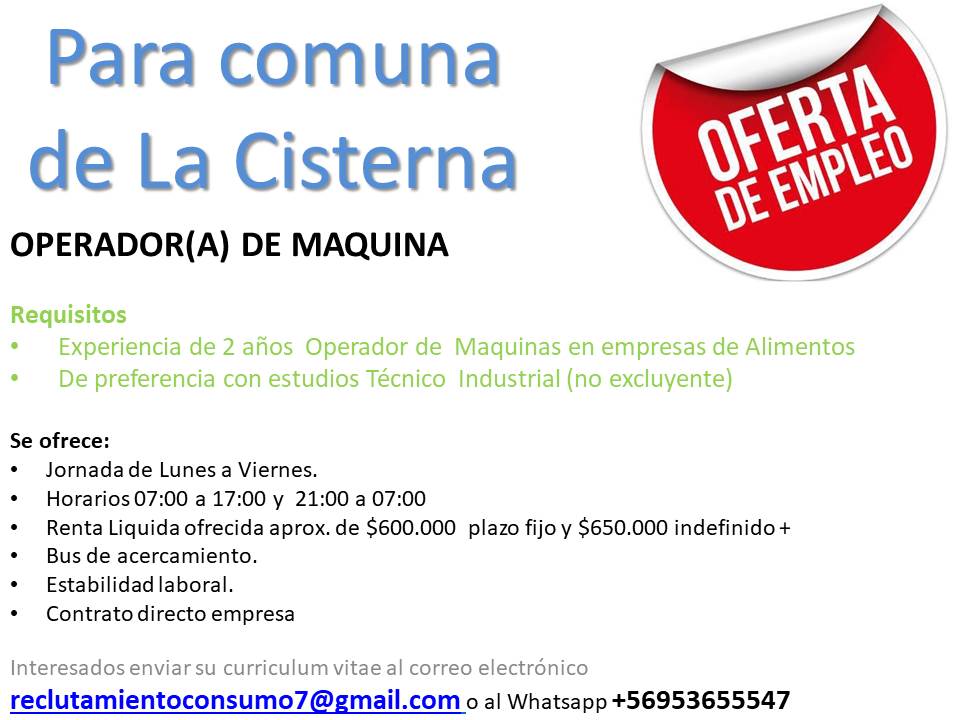 Para comuna
de La Cisterna
OFERTA
DE EMPLEO
OPERADOR(A) DE MAQUINA
Requisitos
• Experiencia de 2 años Operador de Maquinas en empresas de Alimentos
• De preferencia con estudios Técnico Industrial (no excluyente)
Se ofrece:
• Jornada de Lunes a Viernes.
• Horarios 07:00 a 17:00 y 21:00 a 07:00
• Renta Liquida ofrecida aprox. de $600.000 plazo fijo y $650.000 indefinido +
• Bus de acercamiento.
• Estabilidad laboral.
• Contrato directo empresa
Interesados enviar su curriculum vitae al correo electrónico
reclutamientoconsumo7@gmail.com o al Whatsapp +56953655547